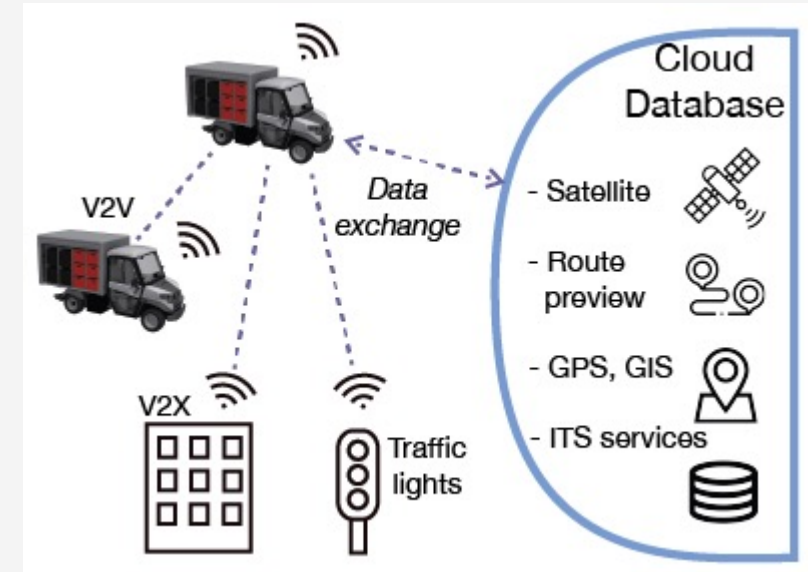 Cloud
Database
V2V
Data
exchange
- Satellite
- Route
preview
- GPS, GIS
- ITS services
V2X
Traffic
lights